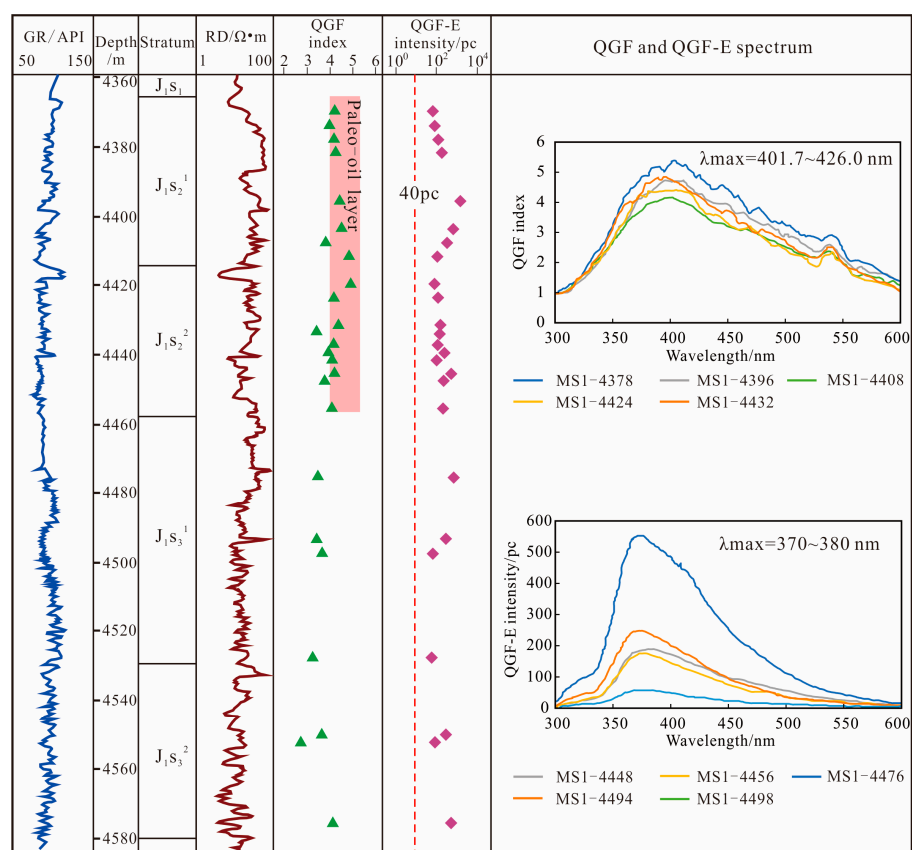 GR/API
50 150
Depth
/m
Stratum
RD/Ω•m
1 100
QGF
index
2 3 4 5 6
QGF-E
intensity/pc
10⁰ 10² 10⁴
QGF and QGF-E spectrum
4360
4380
4400
4420
4440
4460
4480
4500
4520
4540
4560
4580
J₁s₁
J₁s₂¹
J₁s₂²
J₁s₃¹
J₁s₃²
Paleo-oil layer
40pc
λmax=401.7~426.0 nm
QGF index
6
5
4
3
2
1
0
300 350 400 450 500 550 600
Wavelength/nm
MS1-4378 MS1-4396 MS1-4408
MS1-4424 MS1-4432
λmax=370~380 nm
QGF-E intensity/pc
600
500
400
300
200
100
0
300 350 400 450 500 550 600
Wavelength/nm
MS1-4448 MS1-4456 MS1-4476
MS1-4494 MS1-4498